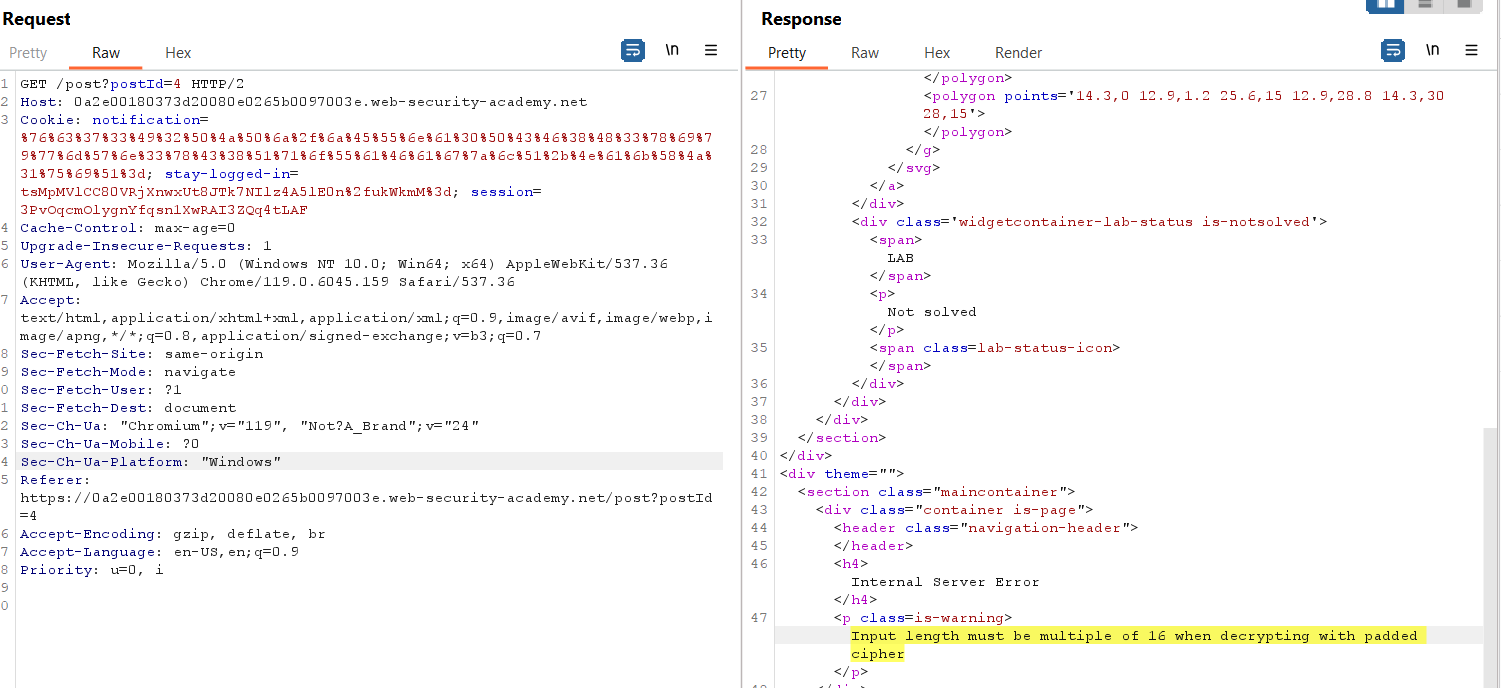 Request
Pretty Raw Hex
\n
1 GET /post?postId=4 HTTP/2
2 Host: 0a2e00180373d20080e0265b0097003e.web-security-academy.net
3 Cookie: notification=
%76%63%37%33%49%32%50%4a%50%6a%2f%6a%45%55%6e%61%30%50%43%46%38%48%33%78%69%7
9%77%6d%57%6e%33%78%43%38%51%71%6f%55%61%46%61%67%7a%6c%51%2b%4e%61%6b%58%4a%
31%75%69%51%3d; stay-logged-in=
tsMpMVlCC80VRjXnwxUt8JTk7NIlz4A5lE0n%2fukWkmM%3d; session=
3PvOqcmOlygnYfqsnlXwRAI3ZQq4tLAF
4 Cache-Control: max-age=0
5 Upgrade-Insecure-Requests: 1
6 User-Agent: Mozilla/5.0 (Windows NT 10.0; Win64; x64) AppleWebKit/537.36
(KHTML, like Gecko) Chrome/119.0.6045.159 Safari/537.36
7 Accept:
text/html,application/xhtml+xml,application/xml;q=0.9,image/avif,image/webp,i
mage/apng,*/*;q=0.8,application/signed-exchange;v=b3;q=0.7
8 Sec-Fetch-Site: same-origin
9 Sec-Fetch-Mode: navigate
0 Sec-Fetch-User: ?1
1 Sec-Fetch-Dest: document
2 Sec-Ch-Ua: "Chromium";v="119", "Not?A_Brand";v="24"
3 Sec-Ch-Ua-Mobile: ?0
4 Sec-Ch-Ua-Platform: "Windows"
5 Referer:
https://0a2e00180373d20080e0265b0097003e.web-security-academy.net/post?postId
=4
6 Accept-Encoding: gzip, deflate, br
7 Accept-Language: en-US,en;q=0.9
8 Priority: u=0, i
9
0
Response
Pretty Raw Hex Render
\n
</polygon>
27 <polygon points='14.3,0 12.9,1.2 25.6,15 12.9,28.8 14.3,30
28,15'>
</polygon>
28 </g>
29 </svg>
30 </a>
31 </div>
32 <div class='widgetcontainer-lab-status is-notsolved'>
33 <span>
LAB
</span>
34 <p>
Not solved
</p>
35 <span class=lab-status-icon>
</span>
36 </div>
37 </div>
38 </div>
39 </section>
40 </div>
41 <div theme="">
42 <section class="maincontainer">
43 <div class="container is-page">
44 <header class="navigation-header">
45 </header>
46 <h4>
Internal Server Error
</h4>
47 <p class=is-warning>
Input length must be multiple of 16 when decrypting with padded
cipher
</p>